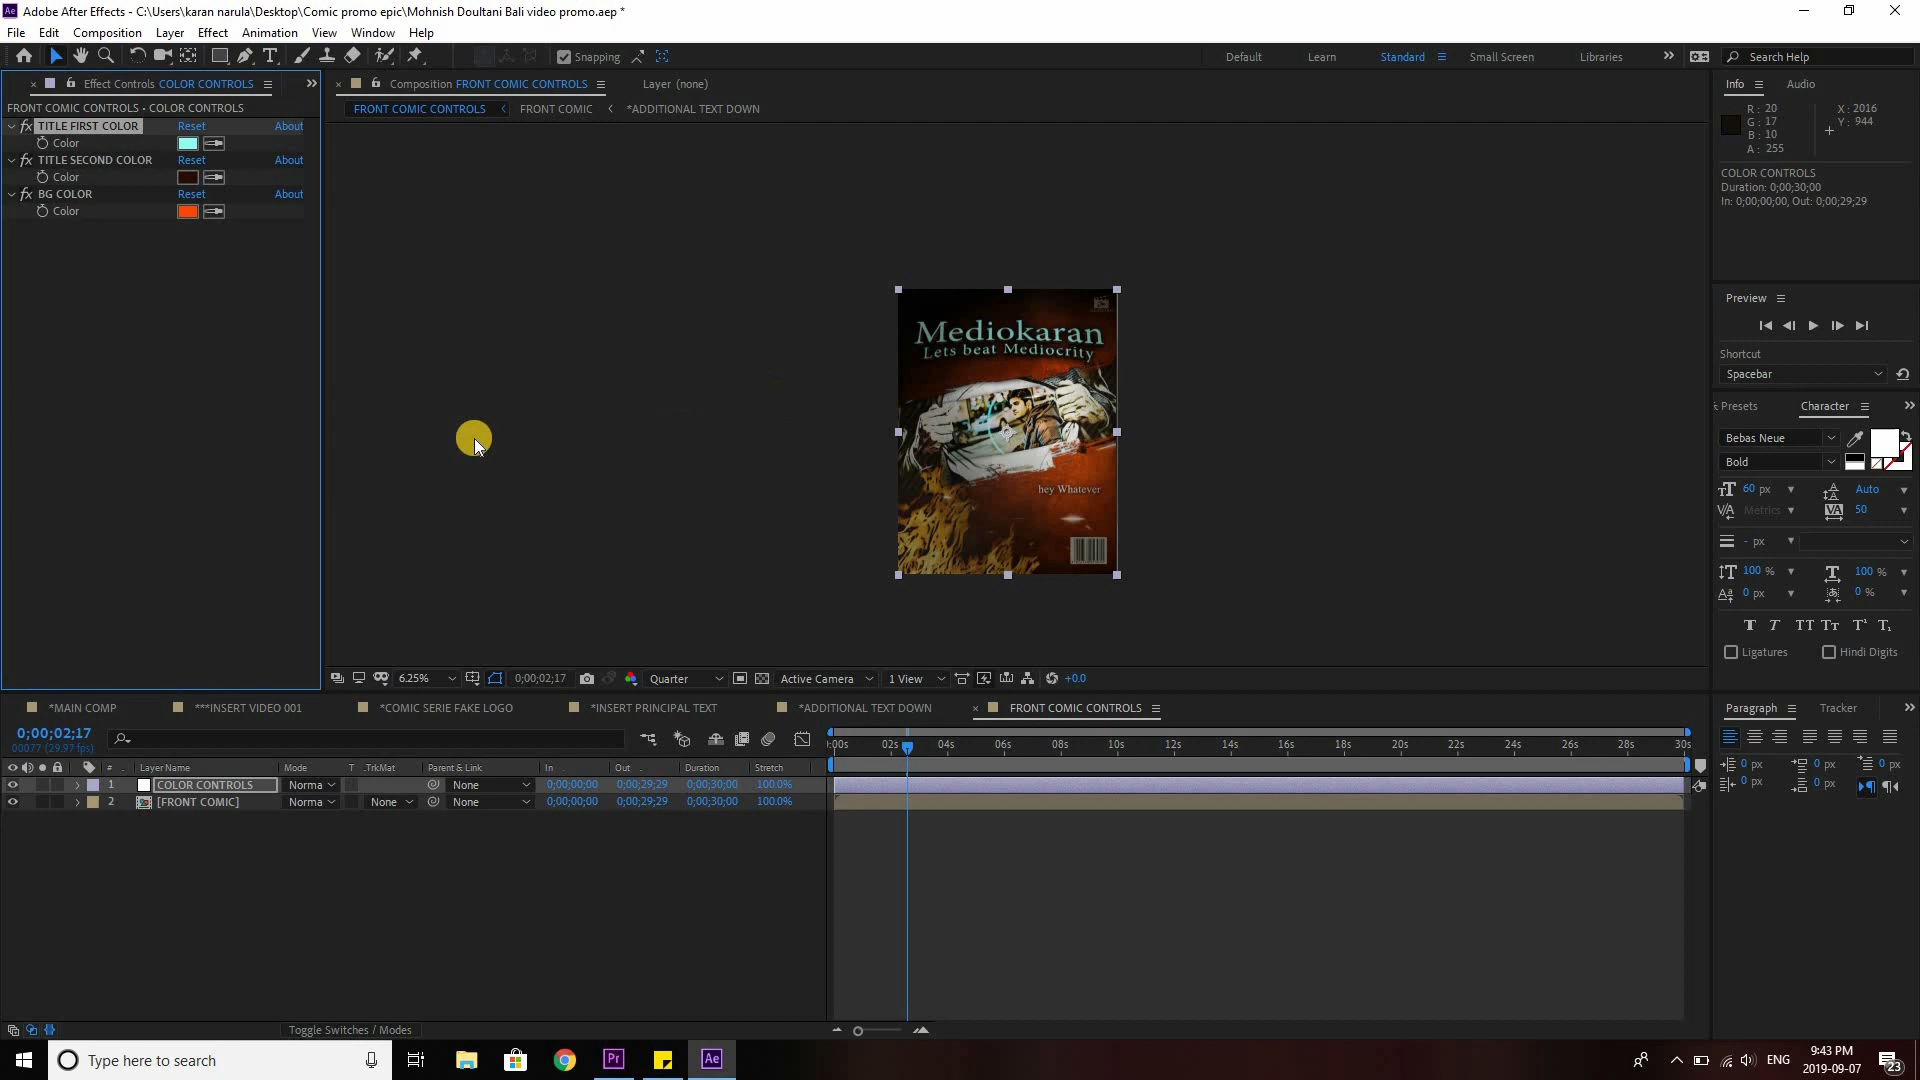 Adobe After Effects - C:\Users\karan narula\Desktop\Comic promo epic\Mohnish Doultani Bali video promo.aep *
File Edit Composition Layer Effect Animation View Window Help
Snapping
Default Learn Standard Small Screen Libraries Search Help
Effect Controls COLOR CONTROLS
Composition FRONT COMIC CONTROLS
Layer (none)
Info Audio
FRONT COMIC CONTROLS • COLOR CONTROLS
FRONT COMIC CONTROLS FRONT COMIC *ADDITIONAL TEXT DOWN
TITLE FIRST COLOR Reset About
Color
TITLE SECOND COLOR Reset About
Color
BG COLOR Reset About
Color
R: 20 X: 2016
G: 17 Y: 944
B: 10
A: 255
COLOR CONTROLS
Duration: 0;00;30;00
In: 0;00;00;00, Out: 0;00;29;29
Preview
Shortcut
Spacebar
Mediokaran
Lets beat Mediocrity
hey Whatever
Presets Character
Bebas Neue
Bold
60 px Auto
Metrics 50
- px
100 % 100 %
0 px 0 %
T T TT Tr T¹ T₁
Ligatures Hindi Digits
6.25% 0;00;02;17 Quarter Active Camera 1 View +0.0
*MAIN COMP ***INSERT VIDEO 001 *COMIC SERIE FAKE LOGO *INSERT PRINCIPAL TEXT *ADDITIONAL TEXT DOWN FRONT COMIC CONTROLS
Paragraph Tracker
0;00;02;17
00077 (29.97 fps)
:00s 02s 04s 06s 08s 10s 12s 14s 16s 18s 20s 22s 24s 26s 28s 30s
# Layer Name Mode T .TrkMat Parent & Link In Out Duration Stretch
1 COLOR CONTROLS Norma None 0;00;00;00 0;00;29;29 0;00;30;00 100.0%
2 [FRONT COMIC] Norma None None 0;00;00;00 0;00;29;29 0;00;30;00 100.0%
0 px 0 px 0 px
0 px 0 px
Toggle Switches / Modes
Type here to search
Pr Ae
ENG
9:43 PM
2019-09-07
23